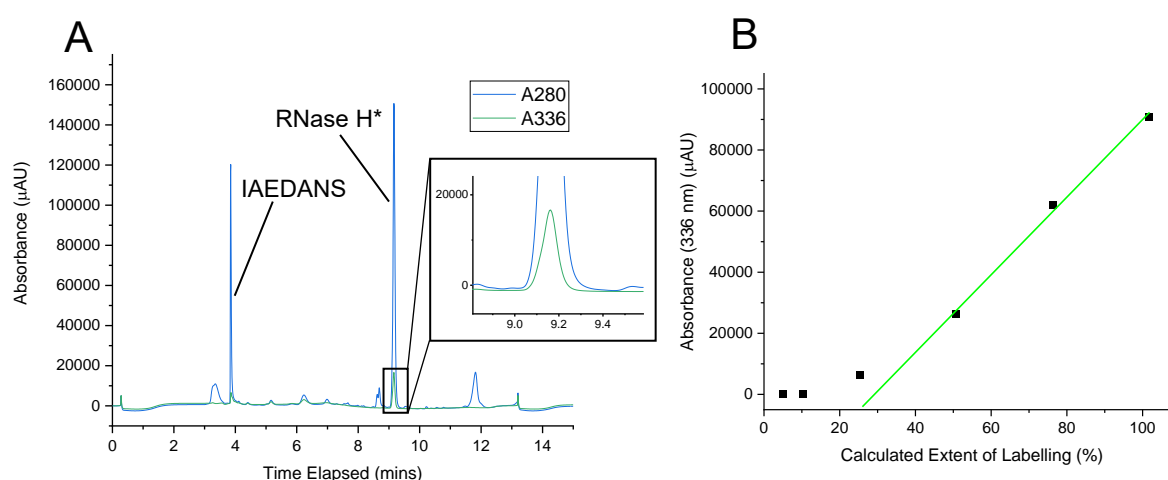 A
Absorbance (µAU)
160000
140000
120000
100000
80000
60000
40000
20000
0
0 2 4 6 8 10 12 14
Time Elapsed (mins)
IAEDANS
RNase H*
A280
A336
20000
0
9.0 9.2 9.4
B
Absorbance (336 nm) (µAU)
100000
80000
60000
40000
20000
0
0 20 40 60 80 100
Calculated Extent of Labelling (%)